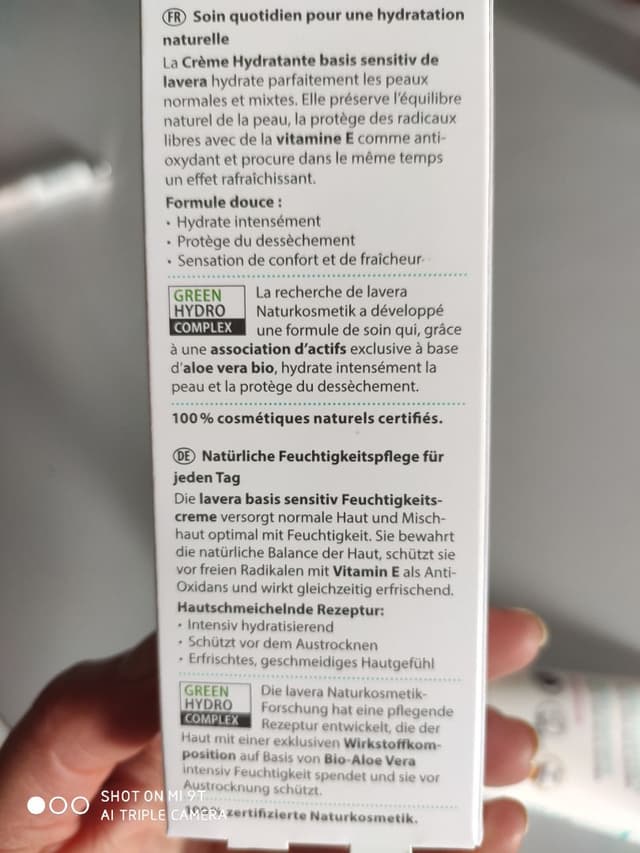 FR Soin quotidien pour une hydratation
naturelle
La Crème Hydratante basis sensitiv de
lavera hydrate parfaitement les peaux
normales et mixtes. Elle préserve l'équilibre
naturel de la peau, la protège des radicaux
libres avec de la vitamine E comme anti-
oxydant et procure dans le même temps
un effet rafraîchissant.
Formule douce :
• Hydrate intensément
• Protège du dessèchement
• Sensation de confort et de fraîcheur
GREEN
HYDRO
COMPLEX
La recherche de lavera
Naturkosmetik a développé
une formule de soin qui, grâce
à une association d'actifs exclusive à base
d'aloe vera bio, hydrate intensément la
peau et la protège du dessèchement.
100 % cosmétiques naturels certifiés.
DE Natürliche Feuchtigkeitspflege für
jeden Tag
Die lavera basis sensitiv Feuchtigkeits-
creme versorgt normale Haut und Misch-
haut optimal mit Feuchtigkeit. Sie bewahrt
die natürliche Balance der Haut, schützt sie
vor freien Radikalen mit Vitamin E als Anti-
Oxidans und wirkt gleichzeitig erfrischend.
Hautschmeichelnde Rezeptur:
• Intensiv hydratisierend
• Schützt vor dem Austrocknen
• Erfrischtes, geschmeidiges Hautgefühl
GREEN
HYDRO
COMPLEX
Die lavera Naturkosmetik-
Forschung hat eine pflegende
Rezeptur entwickelt, die der
Haut mit einer exklusiven Wirkstoffkom-
position auf Basis von Bio-Aloe Vera
intensiv Feuchtigkeit spendet und sie vor
Austrocknung schützt.
100% zertifizierte Naturkosmetik.
SHOT ON MI 9T
AI TRIPLE CAMERA